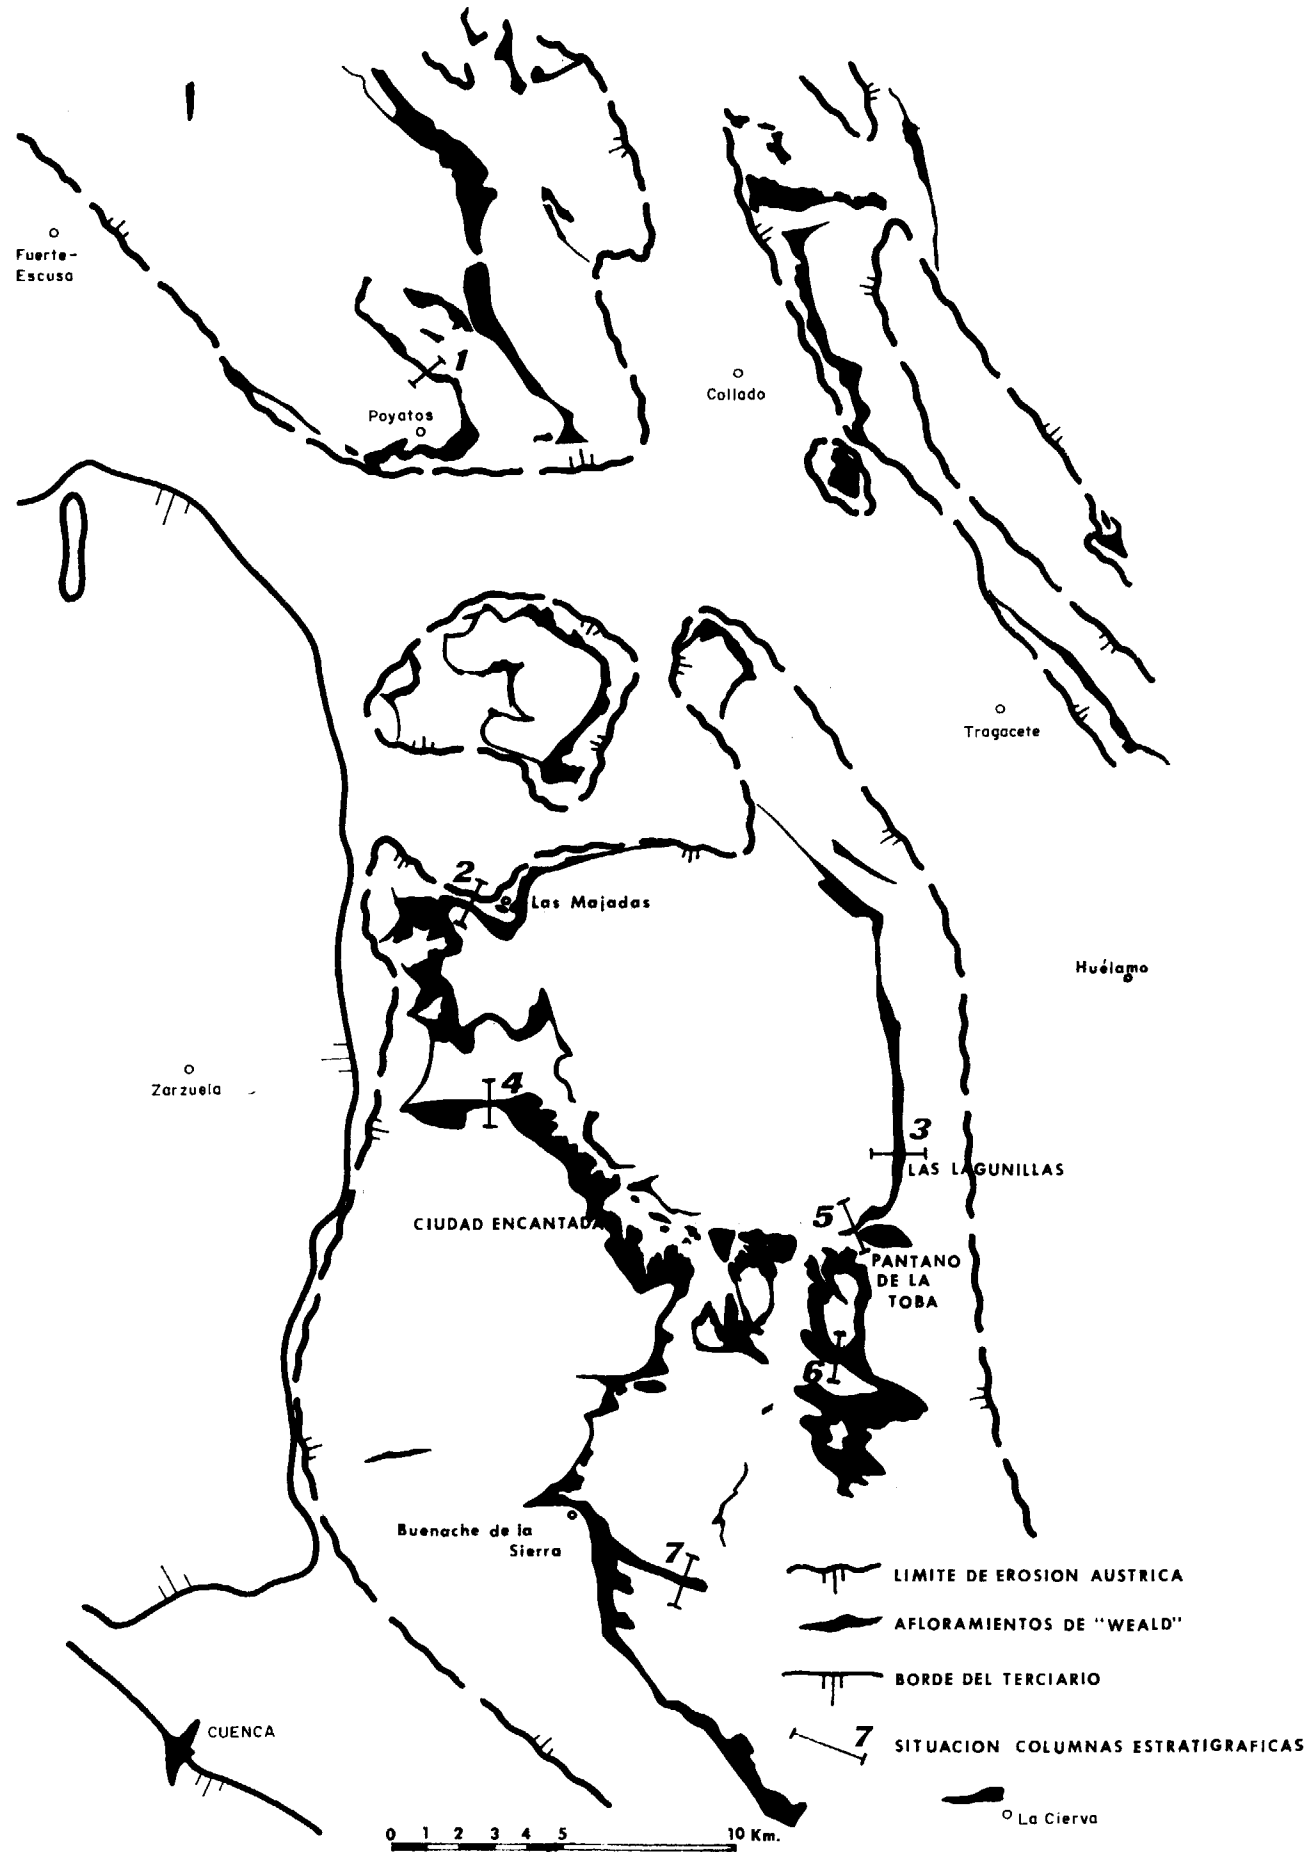 Fuerte-
Escusa
1
Poyatos
Collado
Tragacete
2
Las Majadas
Huélamo
Zarzuela
4
3
LAS LAGUNILLAS
5
CIUDAD ENCANTADA
PANTANO
DE LA
TOBA
6
Buenache de la
Sierra
7
LIMITE DE EROSION AUSTRICA
AFLORAMIENTOS DE "WEALD"
BORDE DEL TERCIARIO
CUENCA
7 SITUACION COLUMNAS ESTRATIGRAFICAS
La Cierva
0 1 2 3 4 5 10 Km.